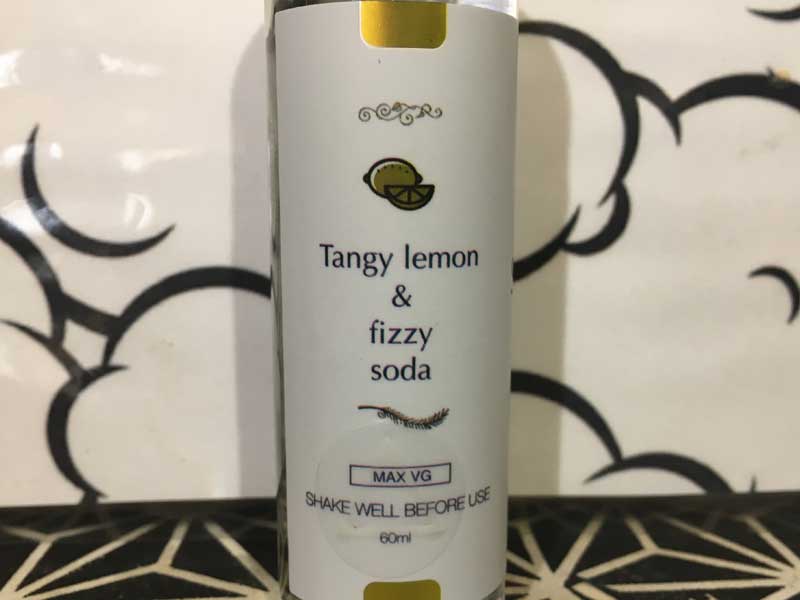 Tangy lemon
&
fizzy
soda
MAX VG
SHAKE WELL BEFORE USE
60ml